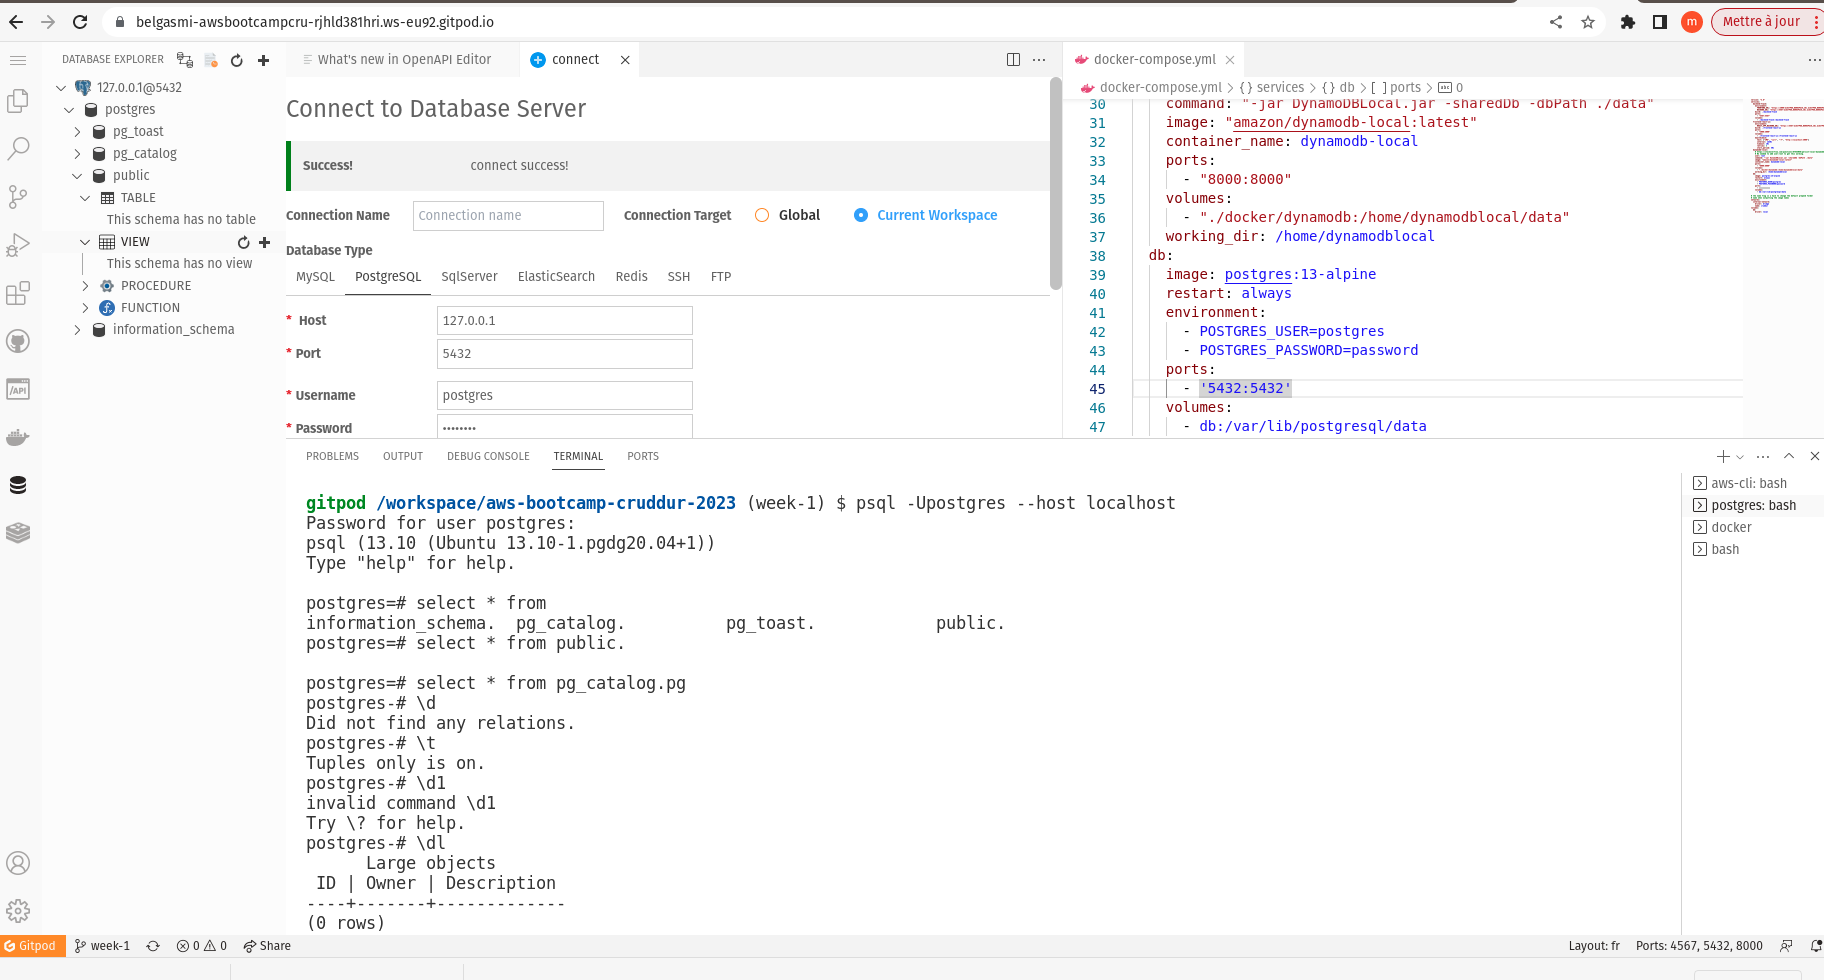 belgasmi-awsbootcampcru-rjhld381hri.ws-eu92.gitpod.io
m
Mettre à jour
DATABASE EXPLORER
127.0.0.1@5432
postgres
pg_toast
pg_catalog
public
TABLE
This schema has no table
VIEW
This schema has no view
PROCEDURE
FUNCTION
information_schema
What's new in OpenAPI Editor
connect
Connect to Database Server
Success! connect success!
Connection Name Connection name Connection Target Global Current Workspace
Database Type
MySQL PostgreSQL SqlServer ElasticSearch Redis SSH FTP
* Host 127.0.0.1
* Port 5432
* Username postgres
* Password ••••••••
docker-compose.yml
docker-compose.yml > {} services > {} db > [ ] ports > abc 0
30 command: "-jar DynamoDBLocal.jar -sharedDb -dbPath ./data"
31 image: "amazon/dynamodb-local:latest"
32 container_name: dynamodb-local
33 ports:
34 - "8000:8000"
35 volumes:
36 - "./docker/dynamodb:/home/dynamodblocal/data"
37 working_dir: /home/dynamodblocal
38 db:
39 image: postgres:13-alpine
40 restart: always
41 environment:
42 - POSTGRES_USER=postgres
43 - POSTGRES_PASSWORD=password
44 ports:
45 - '5432:5432'
46 volumes:
47 - db:/var/lib/postgresql/data
/API
PROBLEMS OUTPUT DEBUG CONSOLE TERMINAL PORTS
gitpod /workspace/aws-bootcamp-cruddur-2023 (week-1) $ psql -Upostgres --host localhost
Password for user postgres:
psql (13.10 (Ubuntu 13.10-1.pgdg20.04+1))
Type "help" for help.
postgres=# select * from
information_schema. pg_catalog. pg_toast. public.
postgres=# select * from public.
postgres=# select * from pg_catalog.pg
postgres-# \d
Did not find any relations.
postgres-# \t
Tuples only is on.
postgres-# \d1
invalid command \d1
Try \? for help.
postgres-# \dl
Large objects
ID | Owner | Description
----+-------+-------------
(0 rows)
aws-cli: bash
postgres: bash
docker
bash
Gitpod week-1 0 0 Share
Layout: fr Ports: 4567, 5432, 8000